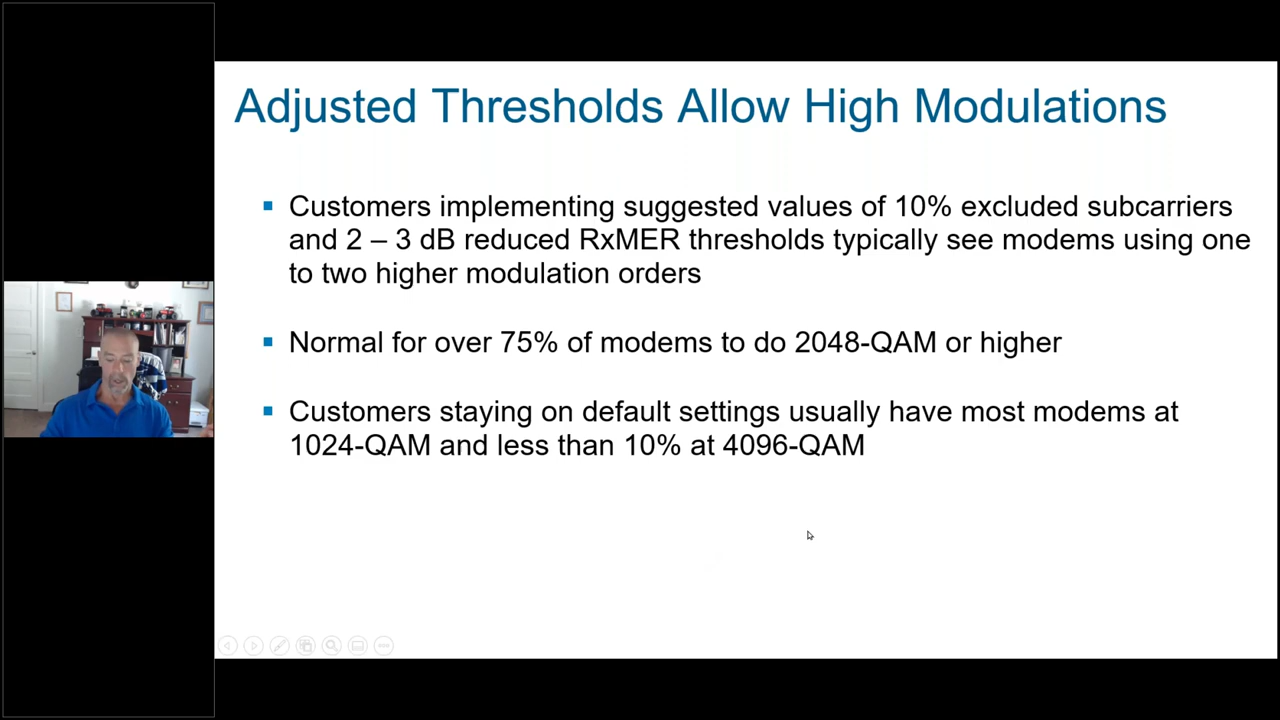 Adjusted Thresholds Allow High Modulations
Customers implementing suggested values of 10% excluded subcarriers
and 2 – 3 dB reduced RxMER thresholds typically see modems using one
to two higher modulation orders
Normal for over 75% of modems to do 2048-QAM or higher
Customers staying on default settings usually have most modems at
1024-QAM and less than 10% at 4096-QAM